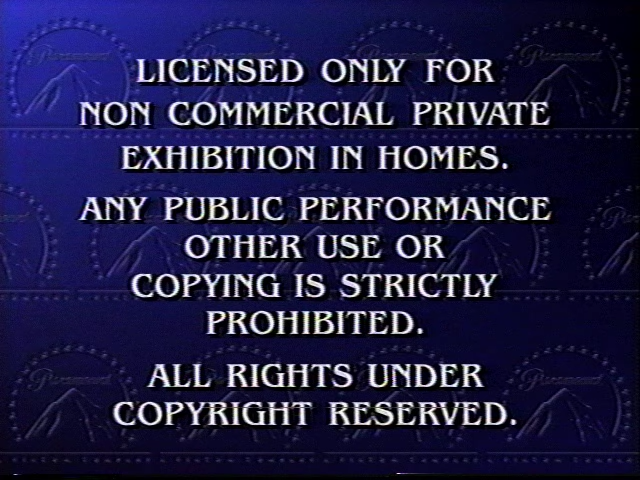 LICENSED ONLY FOR
NON COMMERCIAL PRIVATE
EXHIBITION IN HOMES.
ANY PUBLIC PERFORMANCE
OTHER USE OR
COPYING IS STRICTLY
PROHIBITED.
ALL RIGHTS UNDER
COPYRIGHT RESERVED.